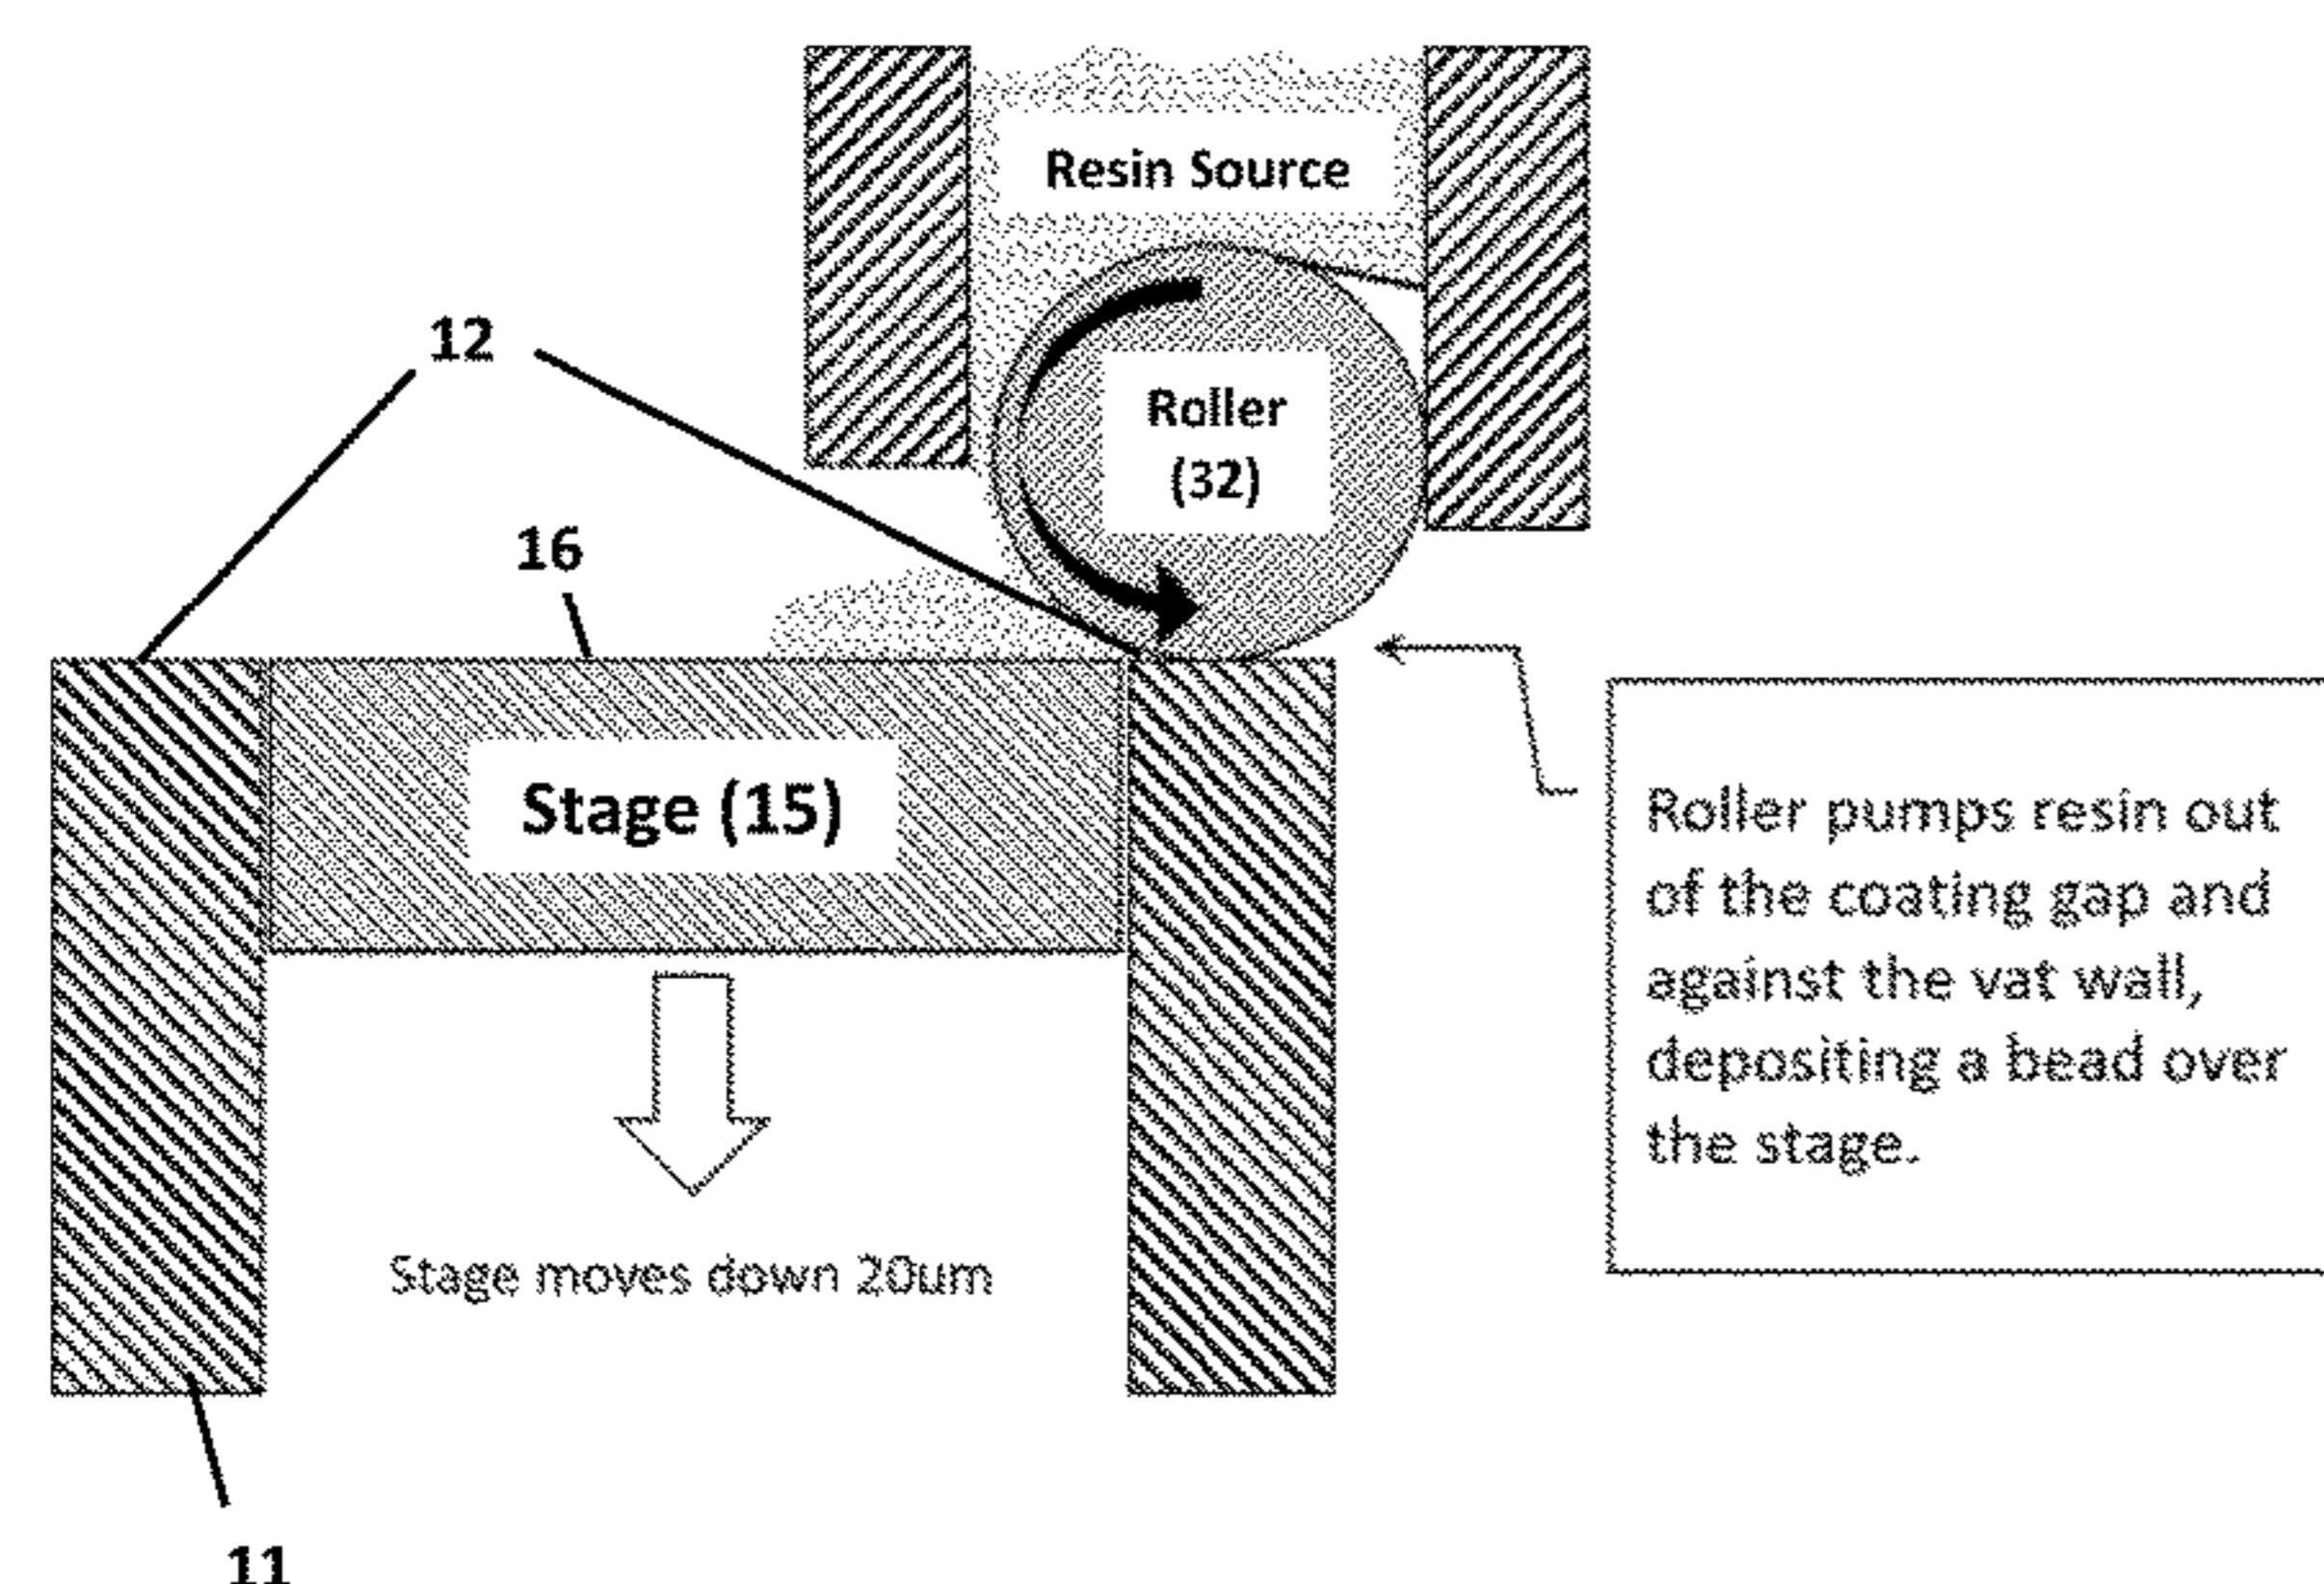 Resin Source
12
Roller
(32)
16
Stage (15)
Roller pumps resin out
of the coating gap and
against the vat wall,
depositing a bead over
the stage.
Stage moves down 20um
11